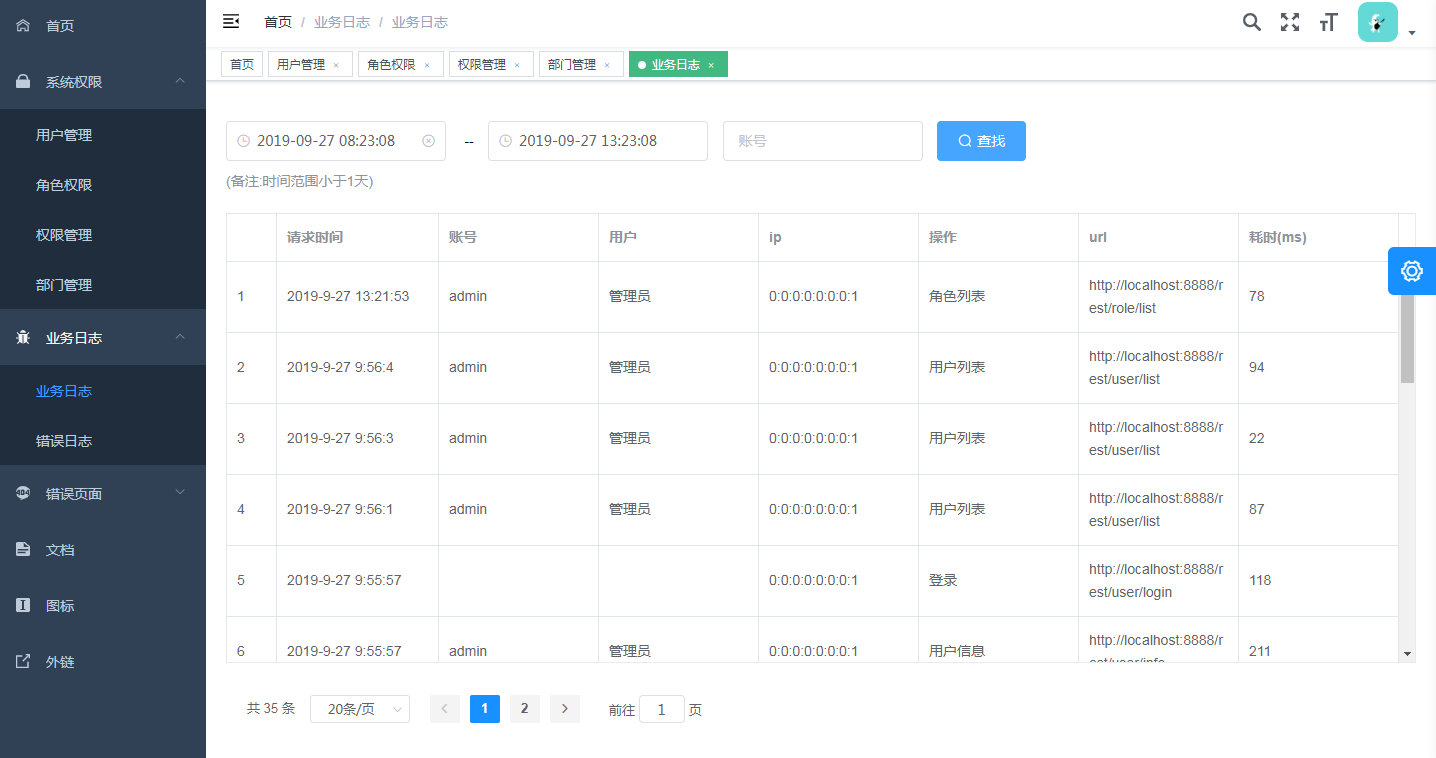 首页
系统权限
用户管理
角色权限
权限管理
部门管理
业务日志
业务日志
错误日志
错误页面
文档
图标
外链
首页 / 业务日志 / 业务日志
首页 用户管理 × 角色权限 × 权限管理 × 部门管理 × 业务日志 ×
2019-09-27 08:23:08 -- 2019-09-27 13:23:08 账号 查找
(备注:时间范围小于1天)
请求时间 账号 用户 ip 操作 url 耗时(ms)
1 2019-9-27 13:21:53 admin 管理员 0:0:0:0:0:0:0:1 角色列表 http://localhost:8888/r 78
est/role/list
2 2019-9-27 9:56:4 admin 管理员 0:0:0:0:0:0:0:1 用户列表 http://localhost:8888/r 94
est/user/list
3 2019-9-27 9:56:3 admin 管理员 0:0:0:0:0:0:0:1 用户列表 http://localhost:8888/r 22
est/user/list
4 2019-9-27 9:56:1 admin 管理员 0:0:0:0:0:0:0:1 用户列表 http://localhost:8888/r 87
est/user/list
5 2019-9-27 9:55:57 0:0:0:0:0:0:0:1 登录 http://localhost:8888/r 118
est/user/login
6 2019-9-27 9:55:57 admin 管理员 0:0:0:0:0:0:0:1 用户信息 http://localhost:8888/r 211
est/user/info
共 35 条 20条/页 1 2 前往 1 页